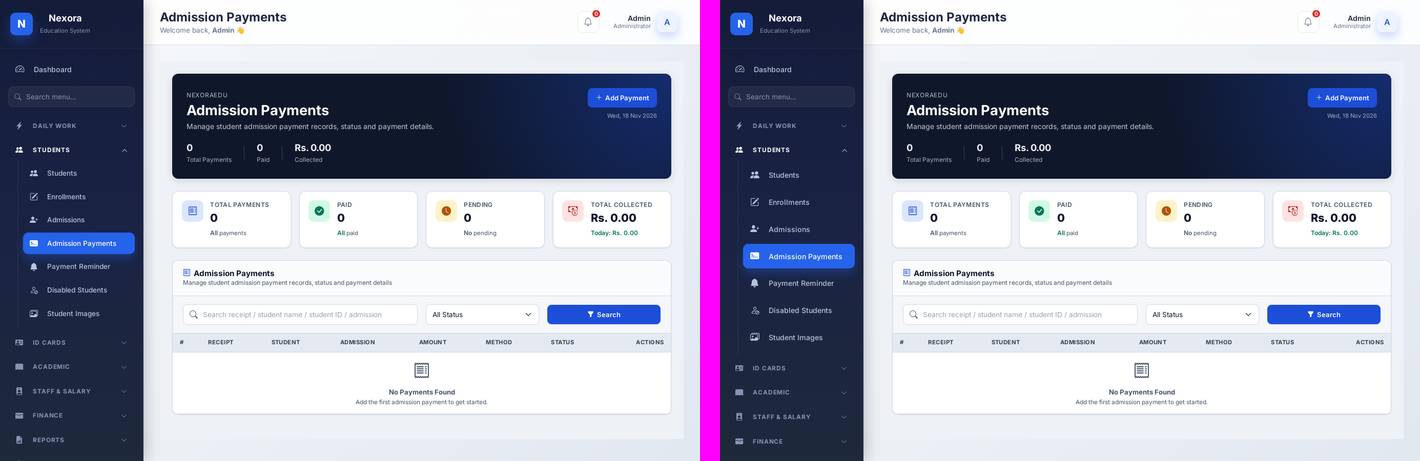 N
Nexora
Education System
Dashboard
Search menu...
DAILY WORK
STUDENTS
Students
Enrollments
Admissions
Admission Payments
Payment Reminder
Disabled Students
Student Images
ID CARDS
ACADEMIC
STAFF & SALARY
FINANCE
REPORTS
Admission Payments
Welcome back, Admin 👋
0
Admin
Administrator
A
NEXORAEDU
Admission Payments
Manage student admission payment records, status and payment details.
+ Add Payment
Wed, 18 Nov 2026
0
Total Payments
0
Paid
Rs. 0.00
Collected
TOTAL PAYMENTS
0
All payments
PAID
0
All paid
PENDING
0
No pending
TOTAL COLLECTED
Rs. 0.00
Today: Rs. 0.00
Admission Payments
Manage student admission payment records, status and payment details
Search receipt / student name / student ID / admission
All Status
Search
# RECEIPT STUDENT ADMISSION AMOUNT METHOD STATUS ACTIONS
No Payments Found
Add the first admission payment to get started.
N
Nexora
Education System
Dashboard
Search menu...
DAILY WORK
STUDENTS
Students
Enrollments
Admissions
Admission Payments
Payment Reminder
Disabled Students
Student Images
ID CARDS
ACADEMIC
STAFF & SALARY
FINANCE
Admission Payments
Welcome back, Admin 👋
0
Admin
Administrator
A
NEXORAEDU
Admission Payments
Manage student admission payment records, status and payment details.
+ Add Payment
Wed, 18 Nov 2026
0
Total Payments
0
Paid
Rs. 0.00
Collected
TOTAL PAYMENTS
0
All payments
PAID
0
All paid
PENDING
0
No pending
TOTAL COLLECTED
Rs. 0.00
Today: Rs. 0.00
Admission Payments
Manage student admission payment records, status and payment details
Search receipt / student name / student ID / admission
All Status
Search
# RECEIPT STUDENT ADMISSION AMOUNT METHOD STATUS ACTIONS
No Payments Found
Add the first admission payment to get started.